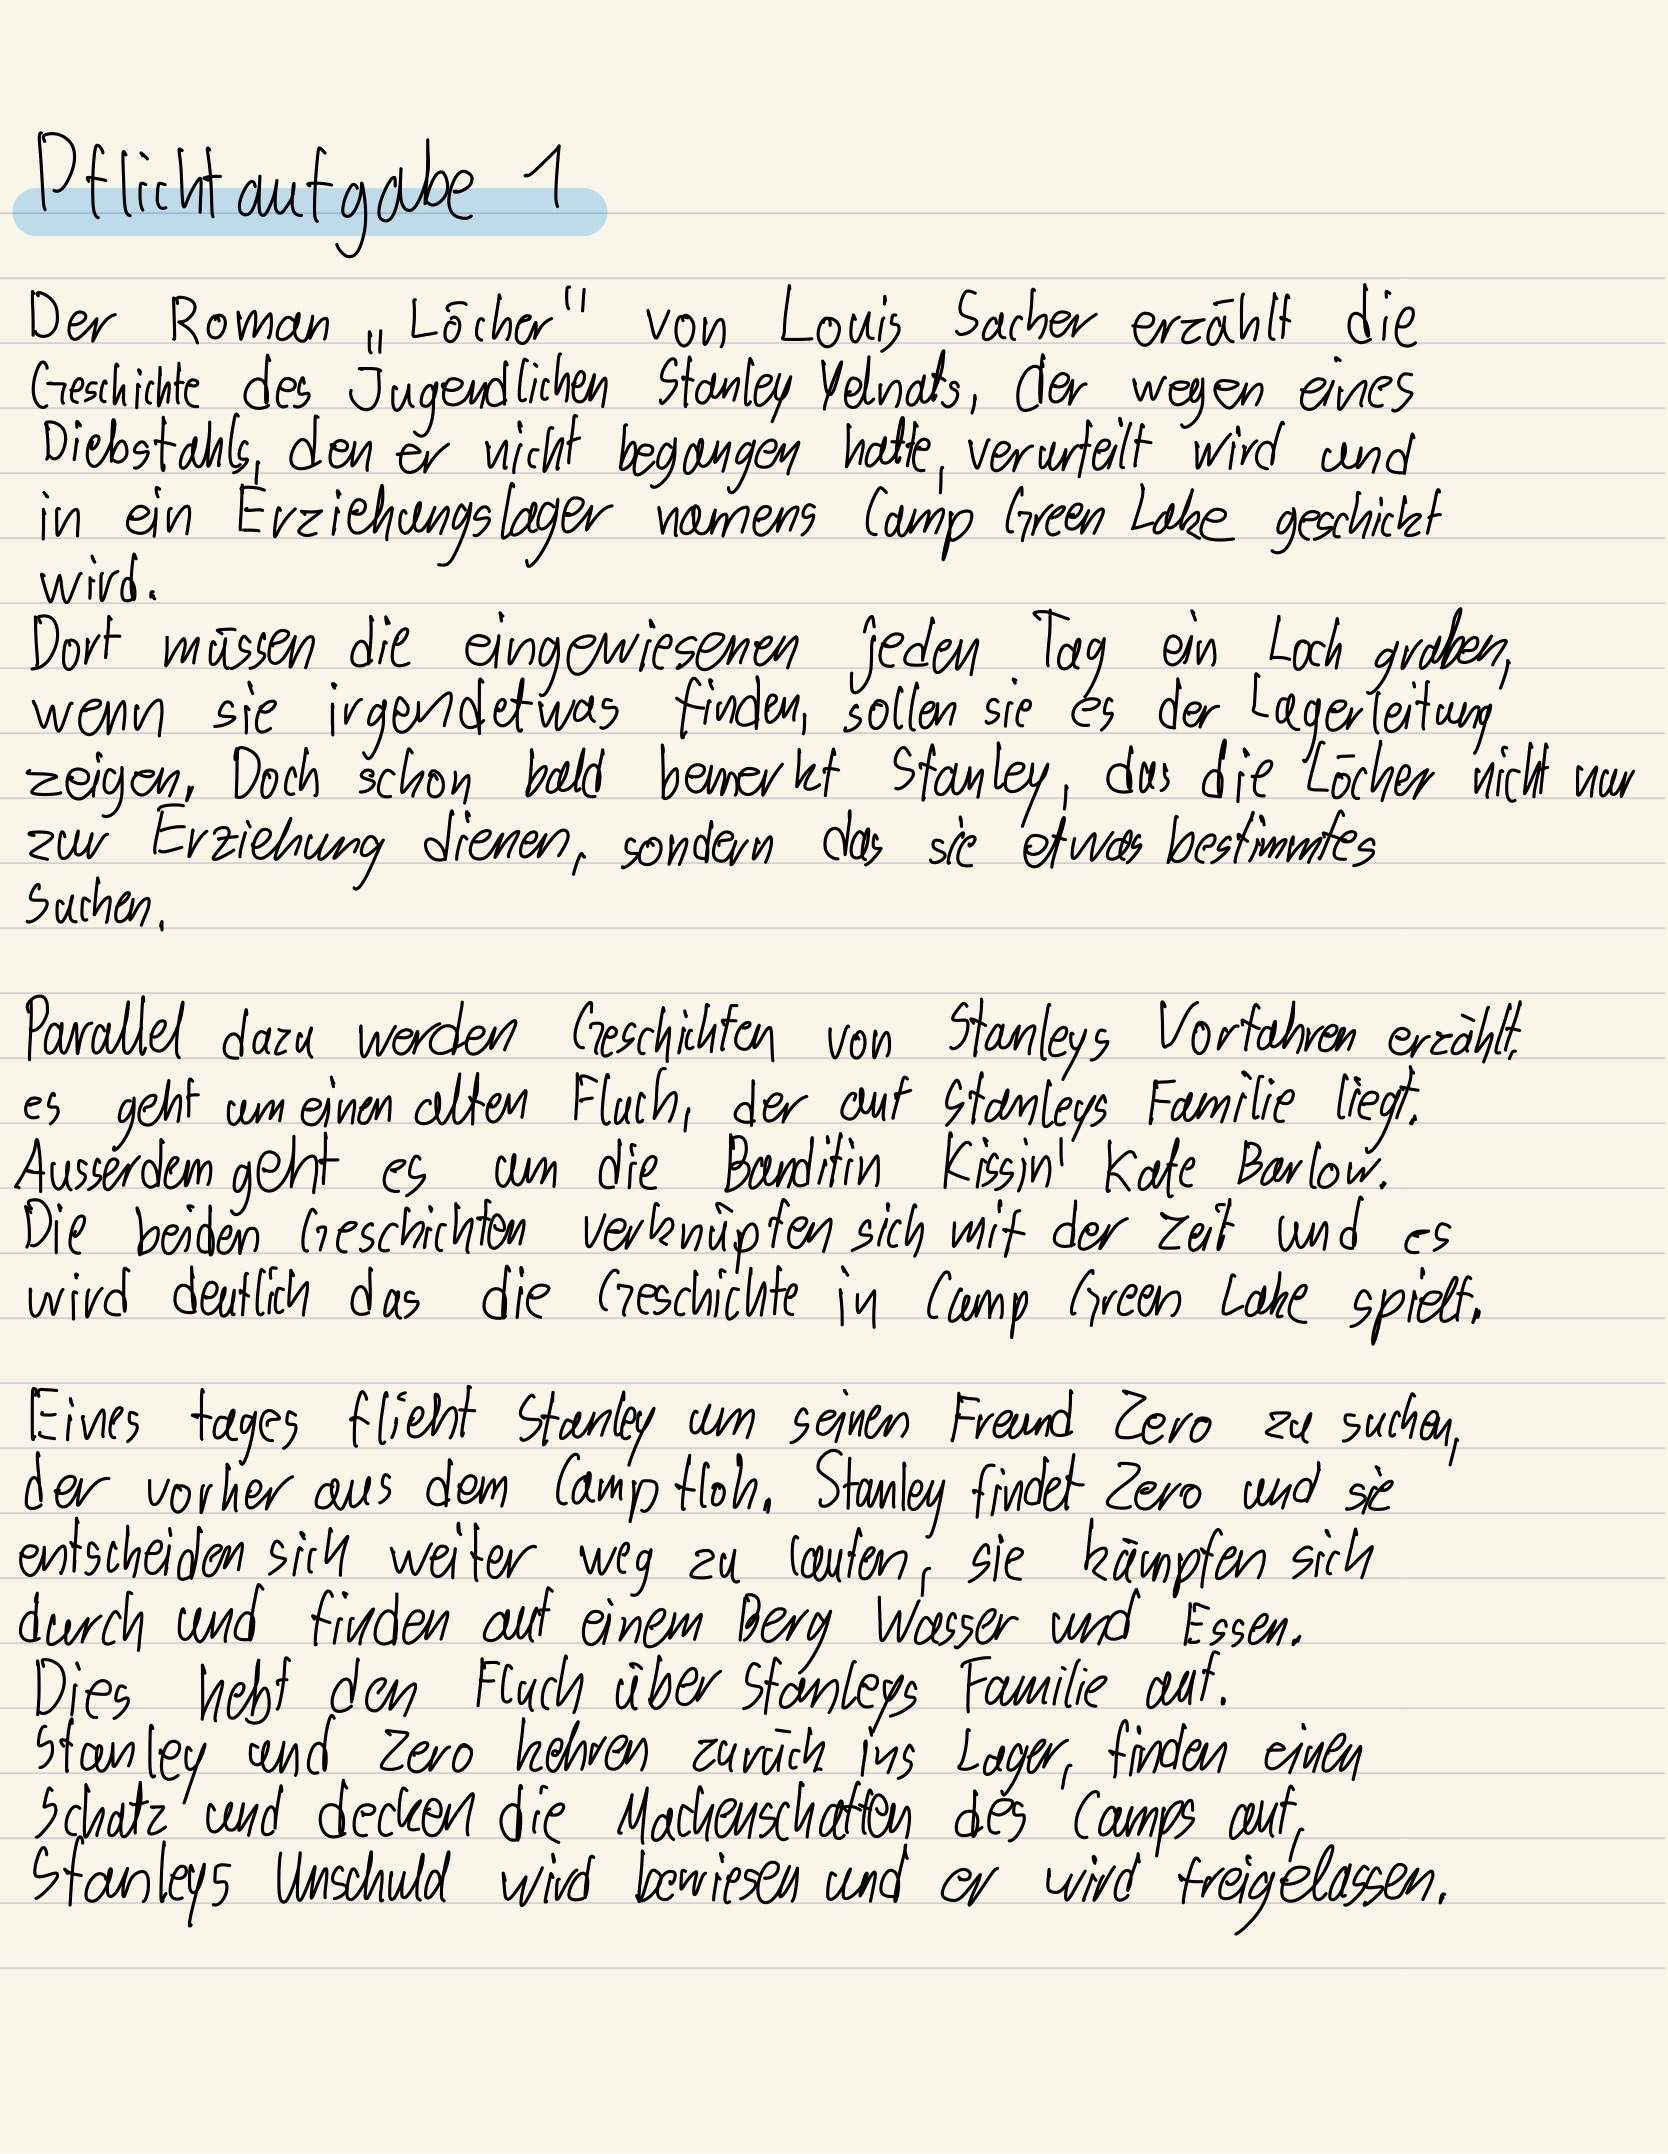 Pflichtaufgabe 1
Der Roman „Löcher" von Louis Sacher erzählt die
Geschichte des Jugendlichen Stanley Yelnats, der wegen eines
Diebstahls, den er nicht begangen hatte, verurteilt wird und
in ein Erziehungslager namens Camp Green Lake geschickt
wird.
Dort müssen die eingewiesenen jeden Tag ein Loch graben,
wenn sie irgendetwas finden, sollen sie es der Lagerleitung
zeigen. Doch schon bald bemerkt Stanley, das die Löcher nicht nur
zur Erziehung dienen, sondern das sie etwas bestimmtes
suchen.
Parallel dazu werden Geschichten von Stanleys Vorfahren erzählt.
es geht um einen alten Fluch, der auf Stanleys Familie liegt.
Ausserdem geht es um die Banditin Kissin' Kate Barlow.
Die beiden Geschichten verknüpfen sich mit der Zeit und es
wird deutlich das die Geschichte in Camp Green Lake spielt.
Eines tages flieht Stanley um seinen Freund Zero zu suchen,
der vorher aus dem Camp floh. Stanley findet Zero und sie
entscheiden sich weiter weg zu laufen, sie kämpfen sich
durch und finden auf einem Berg Wasser und Essen.
Dies hebt den Fluch über Stanleys Familie auf.
Stanley und Zero kehren zurück ins Lager, finden einen
Schatz und decken die Machenschaften des Camps auf,
Stanleys Unschuld wird bewiesen und er wird freigelassen.